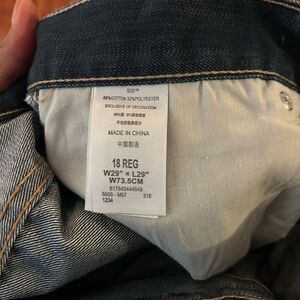 505™
68% COTTON 32% POLYESTER
EXCLUSIVE OF DECORATION
MADE IN CHINA
中國製造
18 REG
W29" × L29"
W73.5CM
617845444649
1234
318